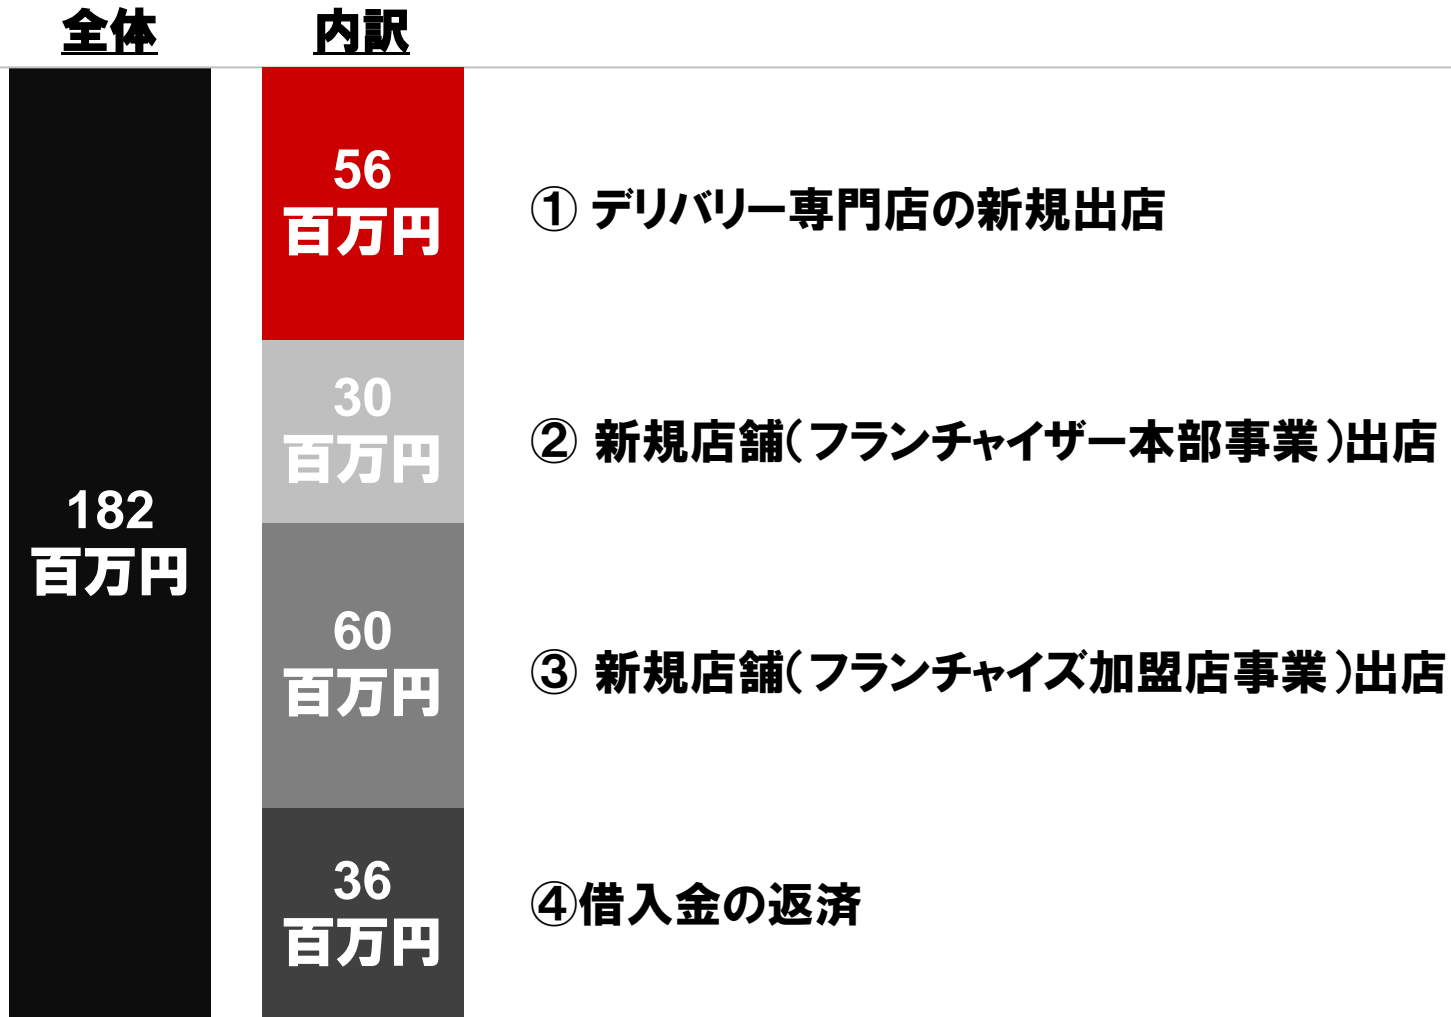 全体
内訳
182
百万円
56
百万円
① デリバリー専門店の新規出店
30
百万円
② 新規店舗(フランチャイザー本部事業)出店
60
百万円
③ 新規店舗(フランチャイズ加盟店事業)出店
36
百万円
④借入金の返済